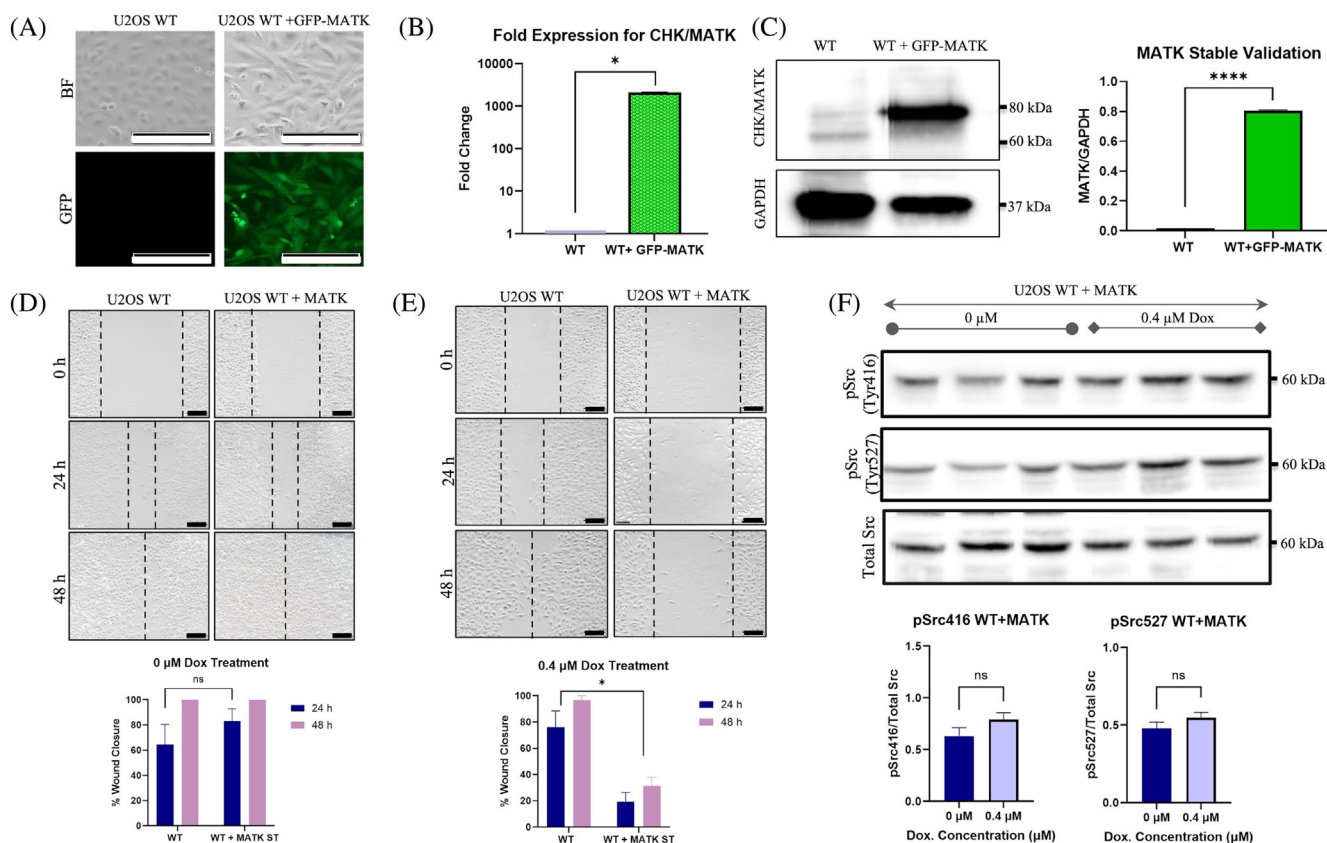 (A)
U2OS WT
U2OS WT +GFP-MATK
BF
GFP
(B)
Fold Expression for CHK/MATK
*
Fold Change
10000
1000
100
10
1
WT
WT+ GFP-MATK
(C)
WT
WT + GFP-MATK
CHK/MATK
80 kDa
60 kDa
GAPDH
37 kDa
MATK Stable Validation
****
MATK/GAPDH
1.0
0.8
0.6
0.4
0.2
0.0
WT
WT+GFP-MATK
(D)
U2OS WT
U2OS WT + MATK
0 h
24 h
48 h
0 µM Dox Treatment
ns
% Wound Closure
100
80
60
40
20
0
WT
WT + MATK ST
24 h
48 h
(E)
U2OS WT
U2OS WT + MATK
0 h
24 h
48 h
0.4 µM Dox Treatment
*
% Wound Closure
100
80
60
40
20
0
WT
WT + MATK ST
24 h
48 h
(F)
U2OS WT + MATK
0 µM
0.4 µM Dox
pSrc
(Tyr416)
60 kDa
pSrc
(Tyr527)
60 kDa
Total Src
60 kDa
pSrc416 WT+MATK
ns
pSrc416/Total Src
1.5
1.0
0.5
0.0
0 µM
0.4 µM
Dox. Concentration (µM)
pSrc527 WT+MATK
ns
pSrc527/Total Src
1.0
0.5
0.0
0 µM
0.4 µM
Dox. Concentration (µM)